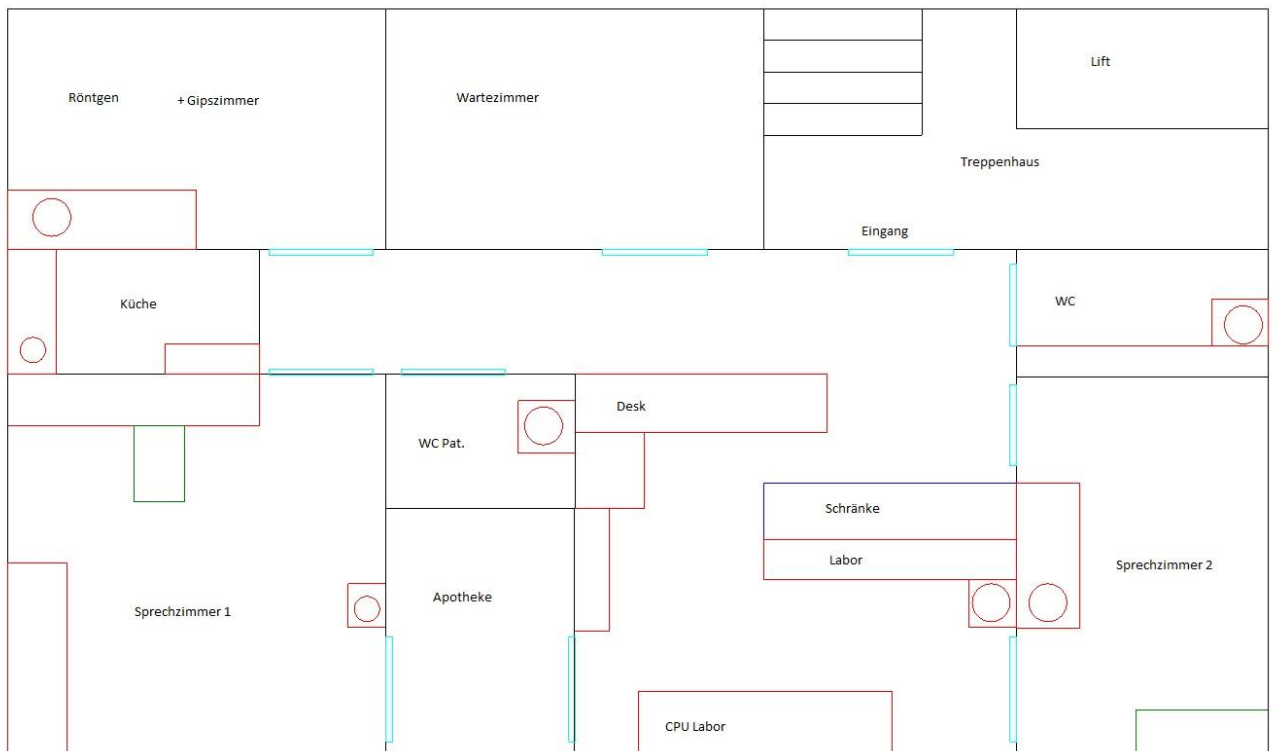 Röntgen + Gipszimmer
Wartezimmer
Lift
Treppenhaus
Eingang
Küche
WC
Desk
WC Pat.
Schränke
Labor
Sprechzimmer 2
Apotheke
Sprechzimmer 1
CPU Labor